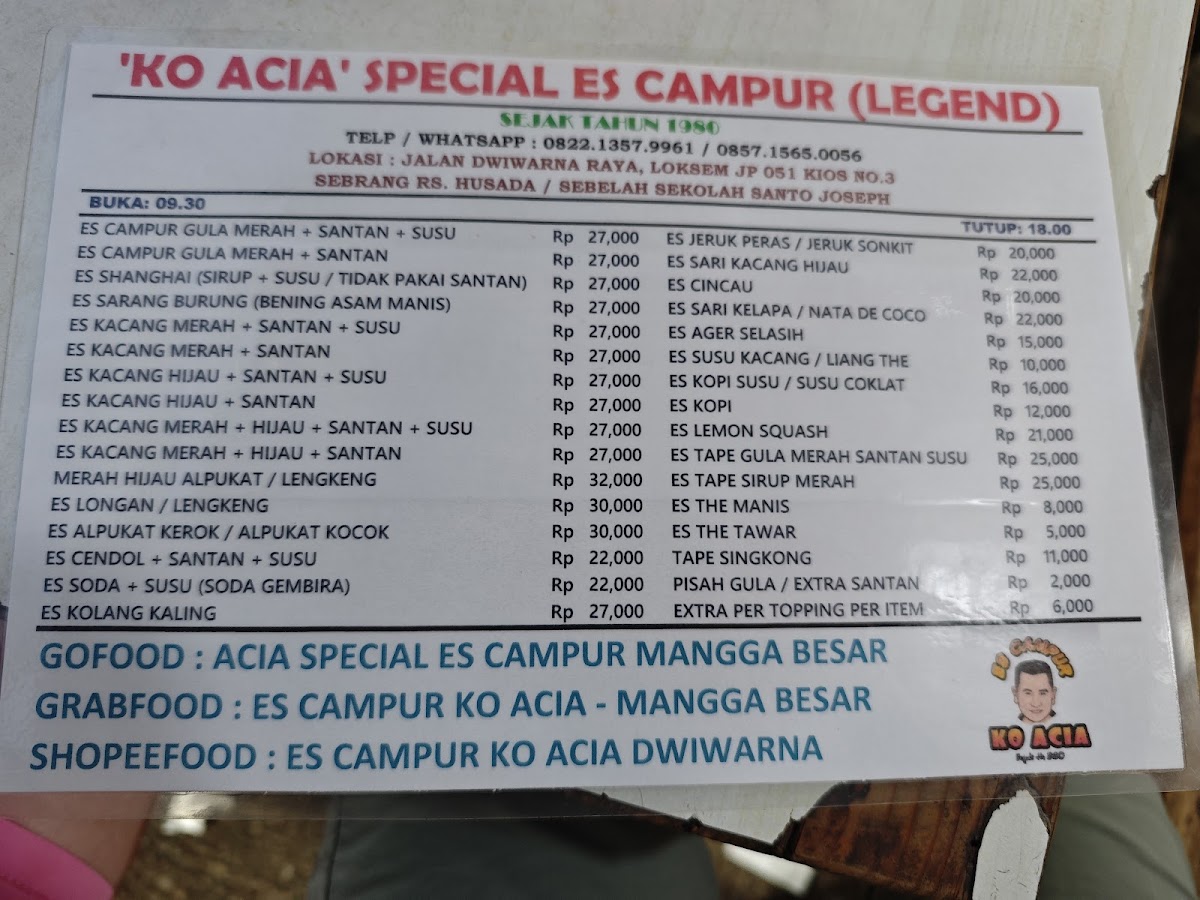 'KO ACIA' SPECIAL ES CAMPUR (LEGEND)
SEJAK TAHUN 1980
TELP / WHATSAPP : 0822.1357.9961 / 0857.1565.0056
LOKASI : JALAN DWIWARNA RAYA, LOKSEM JP 051 KIOS NO.3
SEBRANG RS. HUSADA / SEBELAH SEKOLAH SANTO JOSEPH
BUKA: 09.30
TUTUP: 18.00
ES CAMPUR GULA MERAH + SANTAN + SUSU Rp 27,000
ES CAMPUR GULA MERAH + SANTAN Rp 27,000
ES SHANGHAI (SIRUP + SUSU / TIDAK PAKAI SANTAN) Rp 27,000
ES SARANG BURUNG (BENING ASAM MANIS) Rp 27,000
ES KACANG MERAH + SANTAN + SUSU Rp 27,000
ES KACANG MERAH + SANTAN Rp 27,000
ES KACANG HIJAU + SANTAN + SUSU Rp 27,000
ES KACANG HIJAU + SANTAN Rp 27,000
ES KACANG MERAH + HIJAU + SANTAN + SUSU Rp 27,000
ES KACANG MERAH + HIJAU + SANTAN Rp 27,000
MERAH HIJAU ALPUKAT / LENGKENG Rp 32,000
ES LONGAN / LENGKENG Rp 30,000
ES ALPUKAT KEROK / ALPUKAT KOCOK Rp 30,000
ES CENDOL + SANTAN + SUSU Rp 22,000
ES SODA + SUSU (SODA GEMBIRA) Rp 22,000
ES KOLANG KALING Rp 27,000
ES JERUK PERAS / JERUK SONKIT Rp 20,000
ES SARI KACANG HIJAU Rp 22,000
ES CINCAU Rp 20,000
ES SARI KELAPA / NATA DE COCO Rp 22,000
ES AGER SELASIH Rp 15,000
ES SUSU KACANG / LIANG THE Rp 10,000
ES KOPI SUSU / SUSU COKLAT Rp 16,000
ES KOPI Rp 12,000
ES LEMON SQUASH Rp 21,000
ES TAPE GULA MERAH SANTAN SUSU Rp 25,000
ES TAPE SIRUP MERAH Rp 25,000
ES THE MANIS Rp 8,000
ES THE TAWAR Rp 5,000
TAPE SINGKONG Rp 11,000
PISAH GULA / EXTRA SANTAN Rp 2,000
EXTRA PER TOPPING PER ITEM Rp 6,000
GOFOOD : ACIA SPECIAL ES CAMPUR MANGGA BESAR
GRABFOOD : ES CAMPUR KO ACIA - MANGGA BESAR
SHOPEEFOOD : ES CAMPUR KO ACIA DWIWARNA
ES CAMPUR
KO ACIA